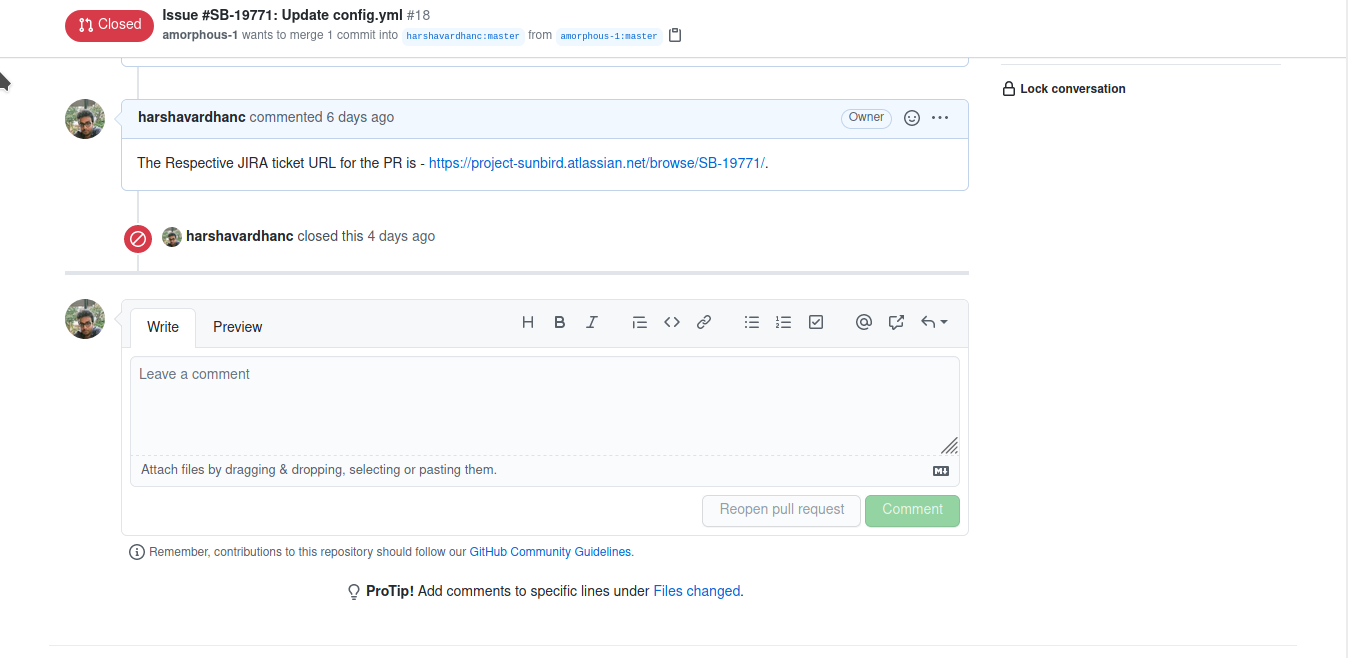 Closed
Issue #SB-19771: Update config.yml #18
amorphous-1 wants to merge 1 commit into harshavardhanc:master from amorphous-1:master
Lock conversation
harshavardhanc commented 6 days ago Owner
The Respective JIRA ticket URL for the PR is - https://project-sunbird.atlassian.net/browse/SB-19771/.
harshavardhanc closed this 4 days ago
Write Preview
Leave a comment
Attach files by dragging & dropping, selecting or pasting them.
Reopen pull request Comment
Remember, contributions to this repository should follow our GitHub Community Guidelines.
ProTip! Add comments to specific lines under Files changed.